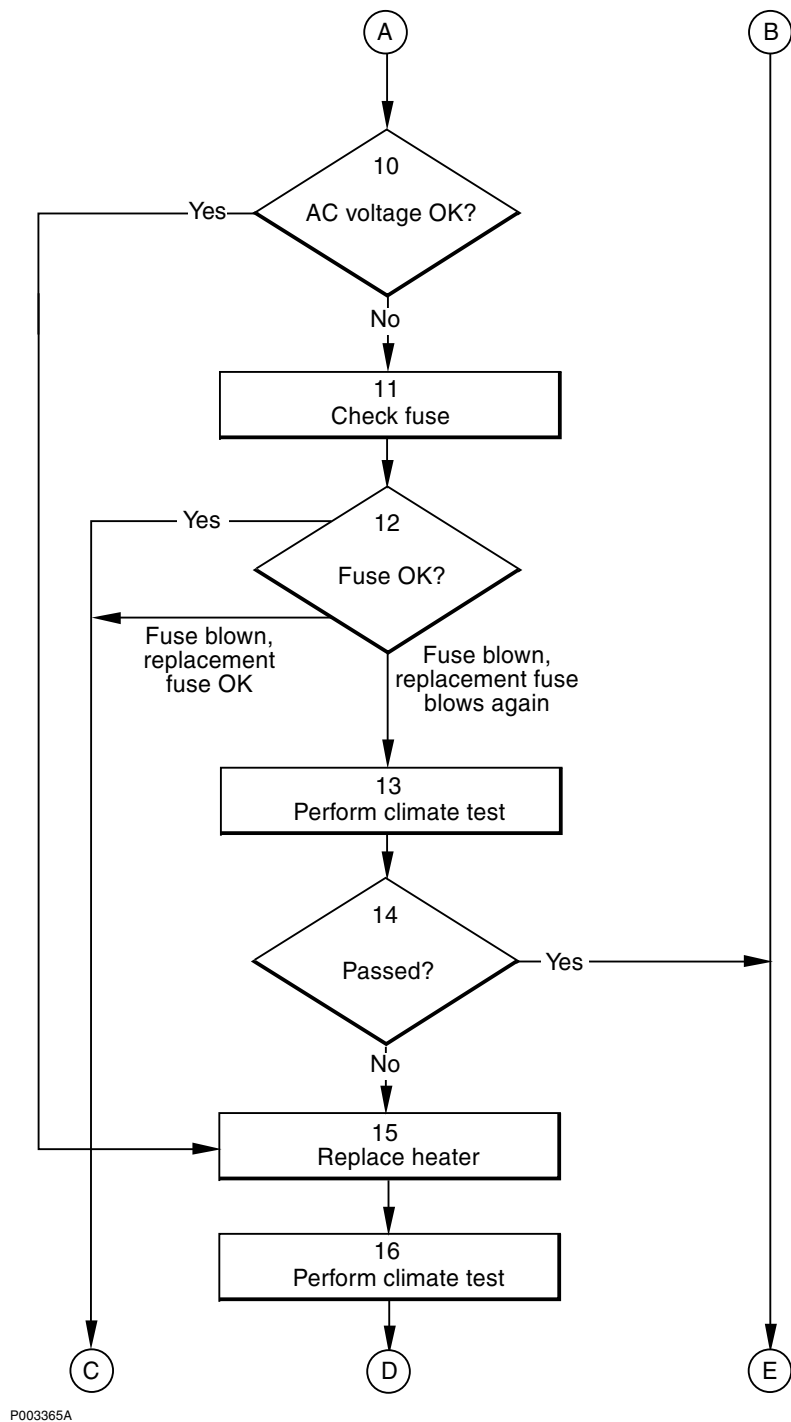 A
B
10
AC voltage OK?
Yes
No
11
Check fuse
Yes
12
Fuse OK?
Fuse blown,
replacement
fuse OK
Fuse blown,
replacement fuse
blows again
13
Perform climate test
14
Passed?
Yes
No
15
Replace heater
16
Perform climate test
C
D
E
P003365A